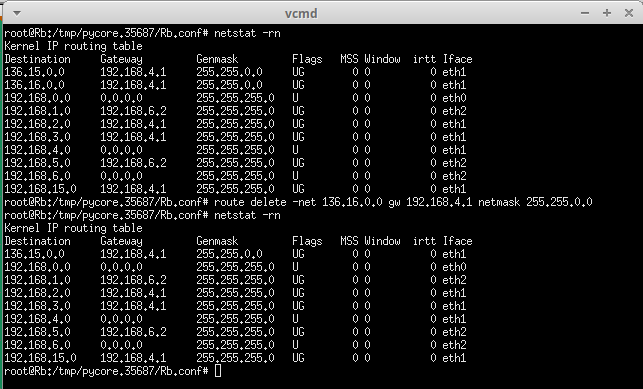 vcmd
root@Rb:/tmp/pycore.35687/Rb.conf# netstat -rn
Kernel IP routing table
Destination Gateway Genmask Flags MSS Window irtt Iface
136.15.0.0 192.168.4.1 255.255.0.0 UG 0 0 0 eth1
136.16.0.0 192.168.4.1 255.255.0.0 UG 0 0 0 eth1
192.168.0.0 0.0.0.0 255.255.255.0 U 0 0 0 eth0
192.168.1.0 192.168.6.2 255.255.255.0 UG 0 0 0 eth2
192.168.2.0 192.168.4.1 255.255.255.0 UG 0 0 0 eth1
192.168.3.0 192.168.4.1 255.255.255.0 UG 0 0 0 eth1
192.168.4.0 0.0.0.0 255.255.255.0 U 0 0 0 eth1
192.168.5.0 192.168.6.2 255.255.255.0 UG 0 0 0 eth2
192.168.6.0 0.0.0.0 255.255.255.0 U 0 0 0 eth2
192.168.15.0 192.168.4.1 255.255.255.0 UG 0 0 0 eth1
root@Rb:/tmp/pycore.35687/Rb.conf# route delete -net 136.16.0.0 gw 192.168.4.1 netmask 255.255.0.0
root@Rb:/tmp/pycore.35687/Rb.conf# netstat -rn
Kernel IP routing table
Destination Gateway Genmask Flags MSS Window irtt Iface
136.15.0.0 192.168.4.1 255.255.0.0 UG 0 0 0 eth1
192.168.0.0 0.0.0.0 255.255.255.0 U 0 0 0 eth0
192.168.1.0 192.168.6.2 255.255.255.0 UG 0 0 0 eth2
192.168.2.0 192.168.4.1 255.255.255.0 UG 0 0 0 eth1
192.168.3.0 192.168.4.1 255.255.255.0 UG 0 0 0 eth1
192.168.4.0 0.0.0.0 255.255.255.0 U 0 0 0 eth1
192.168.5.0 192.168.6.2 255.255.255.0 UG 0 0 0 eth2
192.168.6.0 0.0.0.0 255.255.255.0 U 0 0 0 eth2
192.168.15.0 192.168.4.1 255.255.255.0 UG 0 0 0 eth1
root@Rb:/tmp/pycore.35687/Rb.conf#